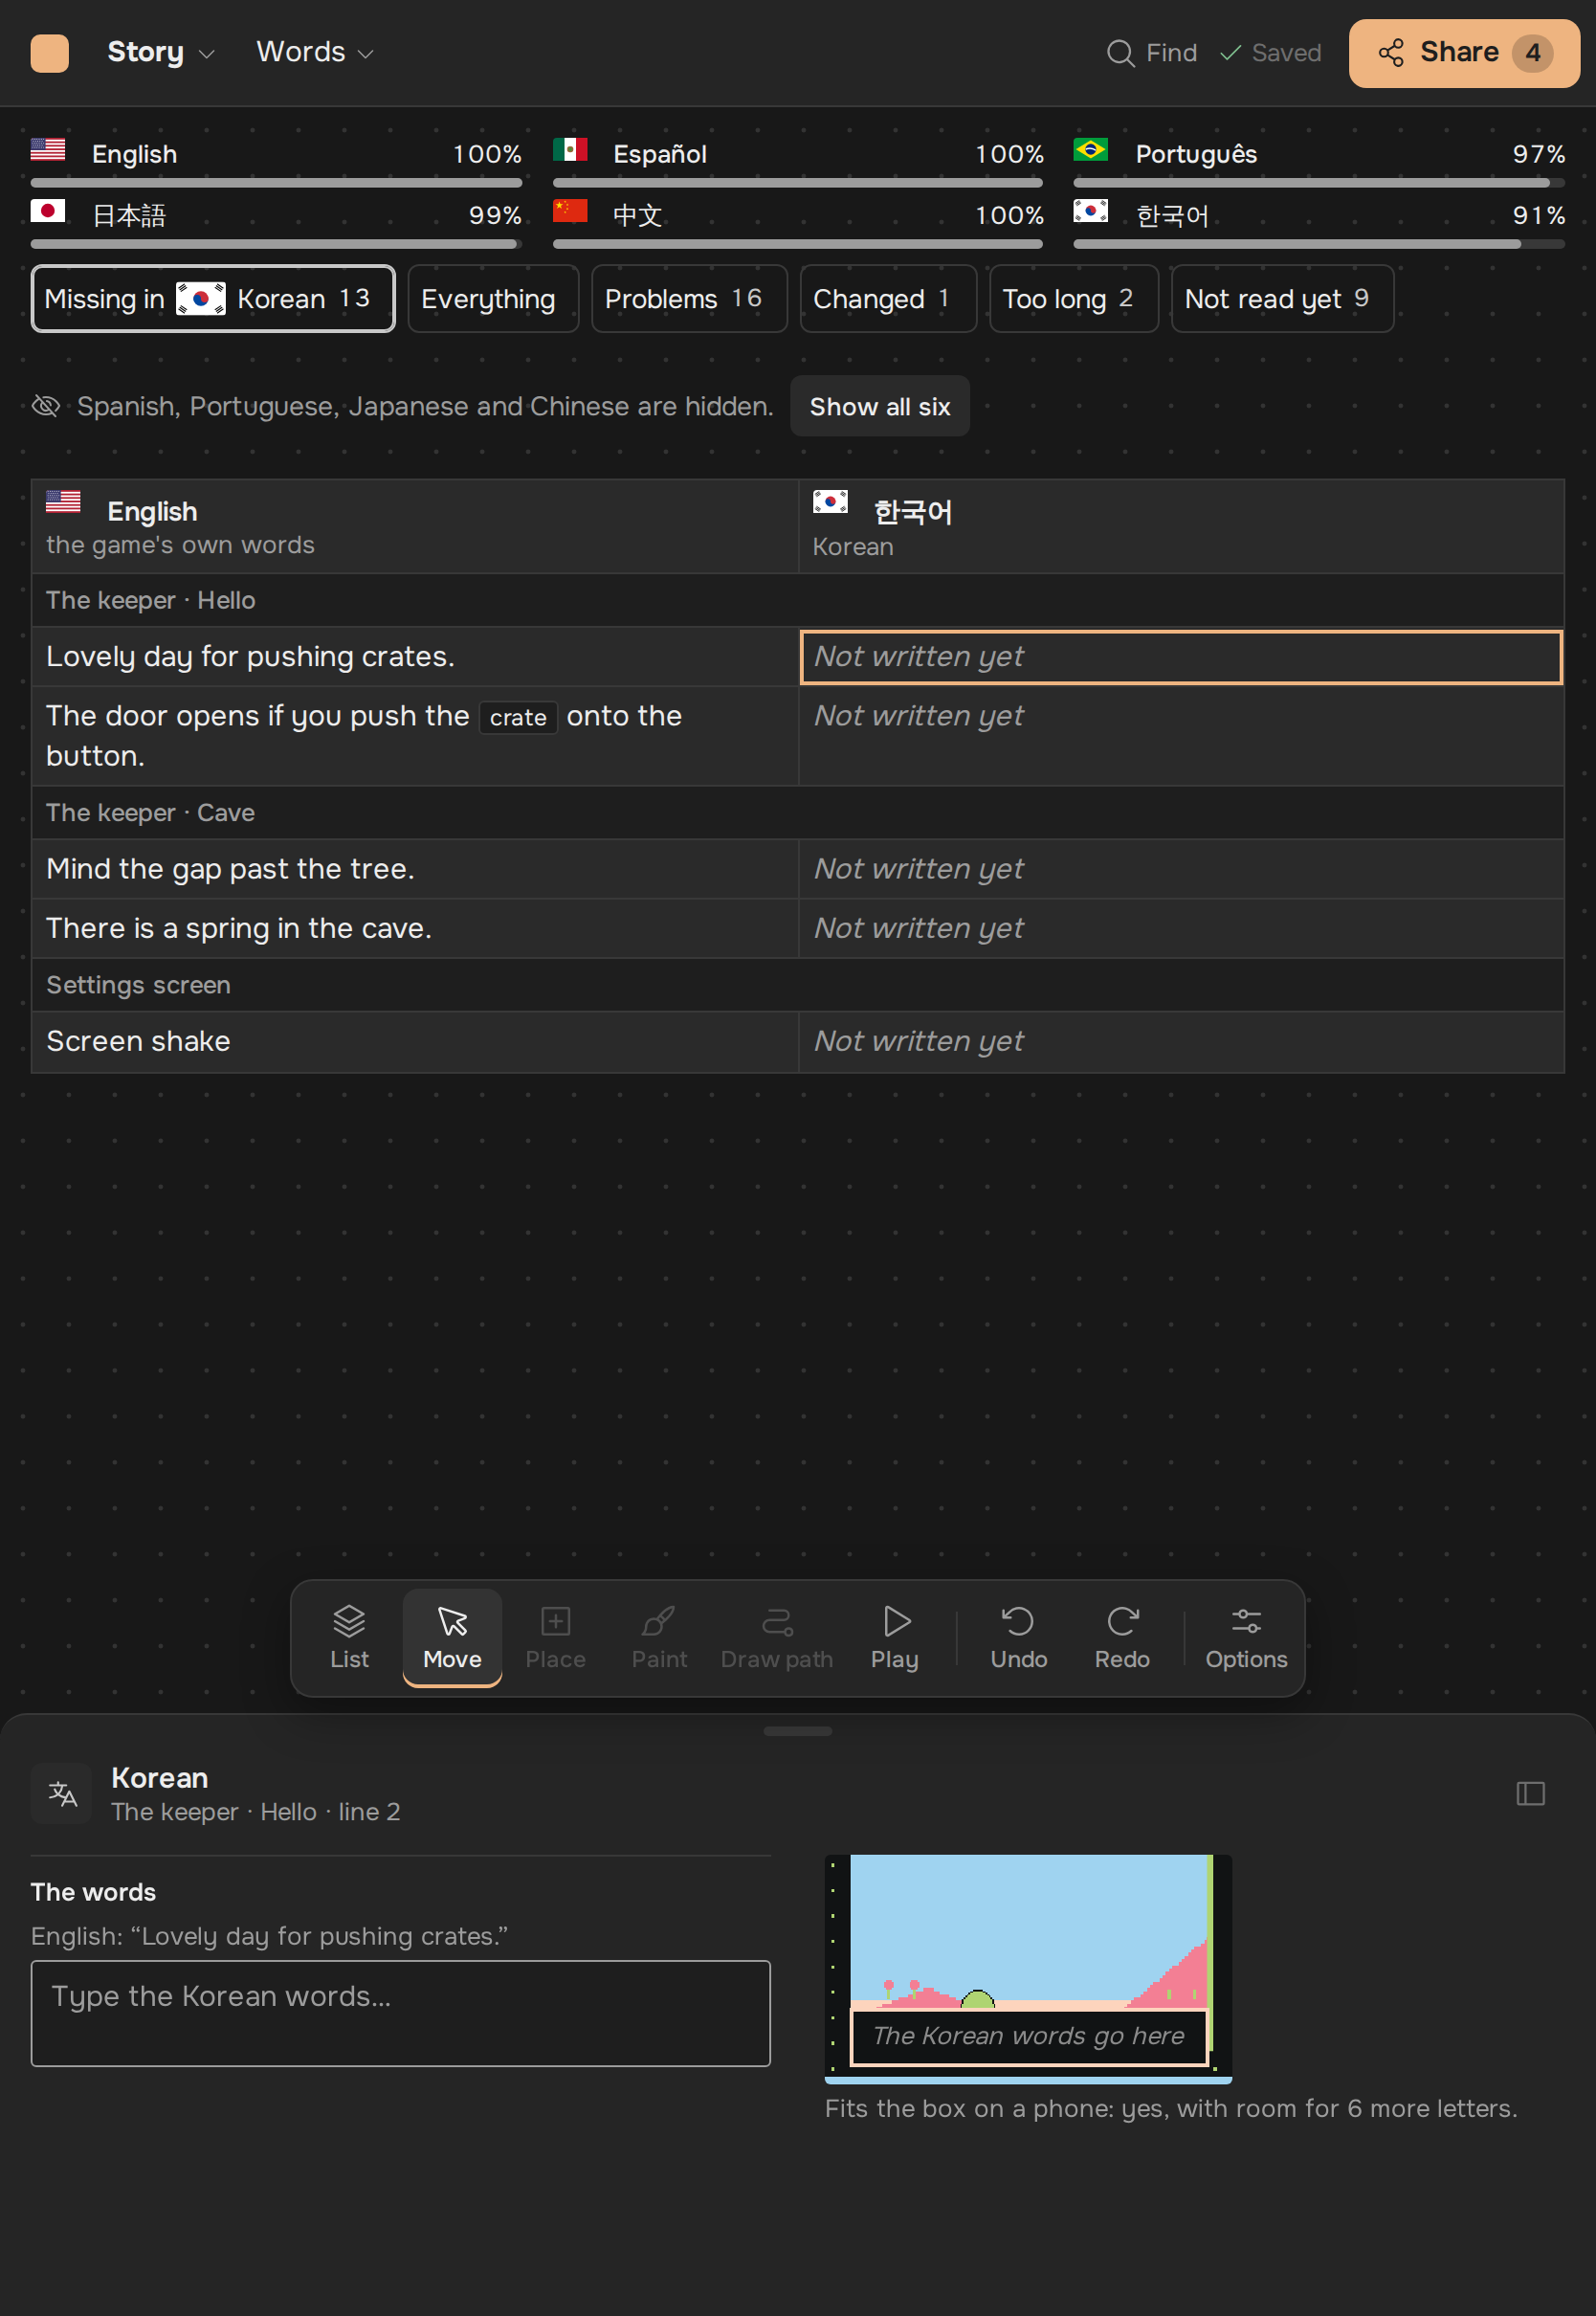 Story Words Find Saved Share 4
English 100% Español 100% Português 97%
日本語 99% 中文 100% 한국어 91%
Missing in Korean 13 Everything Problems 16 Changed 1 Too long 2 Not read yet 9
Spanish, Portuguese, Japanese and Chinese are hidden. Show all six
English 한국어
the game's own words Korean
The keeper · Hello
Lovely day for pushing crates. Not written yet
The door opens if you push the crate onto the Not written yet
button.
The keeper · Cave
Mind the gap past the tree. Not written yet
There is a spring in the cave. Not written yet
Settings screen
Screen shake Not written yet
List Move Place Paint Draw path Play Undo Redo Options
Korean
The keeper · Hello · line 2
The words
English: “Lovely day for pushing crates.”
Type the Korean words...
The Korean words go here
Fits the box on a phone: yes, with room for 6 more letters.